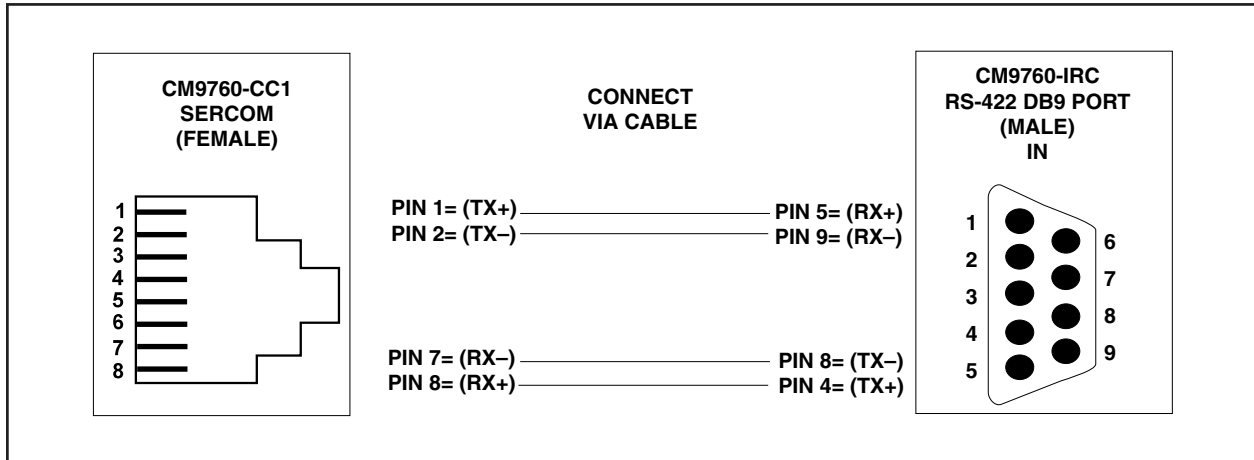 CM9760-CC1
SERCOM
(FEMALE)
1
2
3
4
5
6
7
8
CONNECT
VIA CABLE
PIN 1= (TX+)
PIN 5= (RX+)
PIN 2= (TX–)
PIN 9= (RX–)
PIN 7= (RX–)
PIN 8= (TX–)
PIN 8= (RX+)
PIN 4= (TX+)
CM9760-IRC
RS-422 DB9 PORT
(MALE)
IN
1
2
3
4
5
6
7
8
9